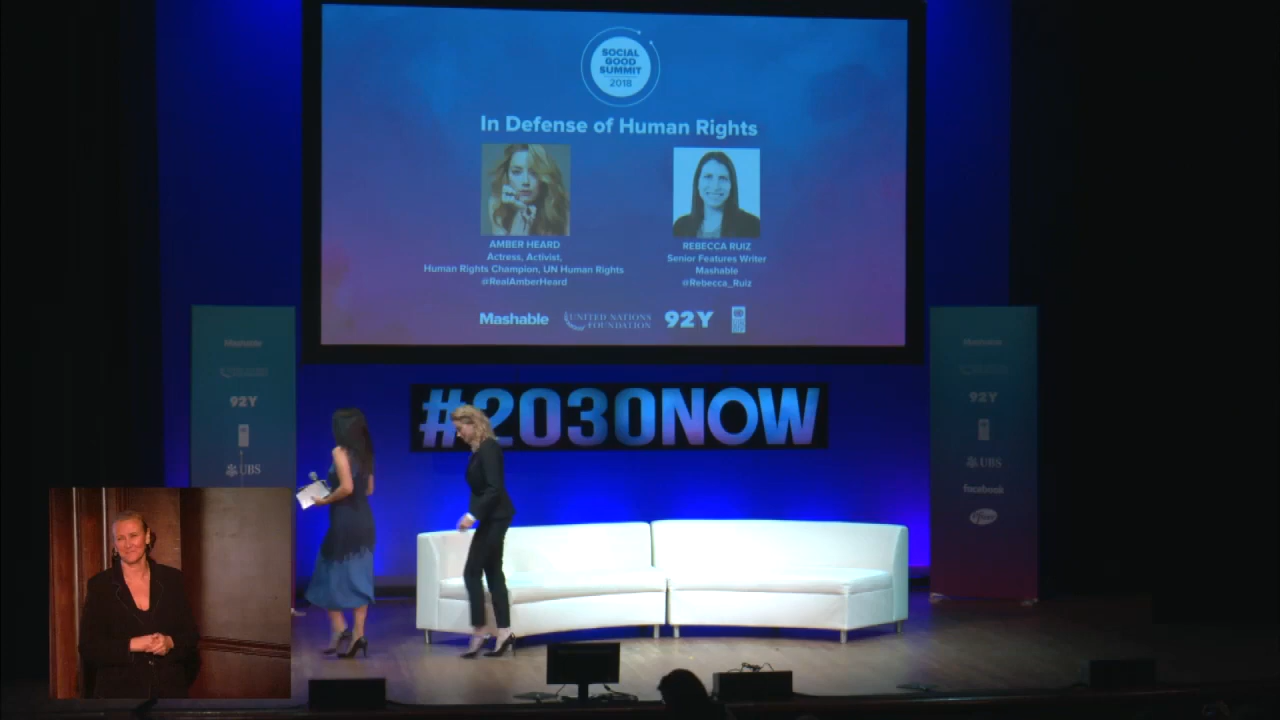 SOCIAL
GOOD
SUMMIT
2018
In Defense of Human Rights
AMBER HEARD
Actress, Activist,
Human Rights Champion, UN Human Rights
@RealAmberHeard
REBECCA RUIZ
Senior Features Writer
Mashable
@Rebecca_Ruiz
Mashable
UNITED NATIONS
FOUNDATION
92Y
#2030NOW
Mashable
92Y
UBS
Mashable
92Y
UBS
facebook
Pfizer